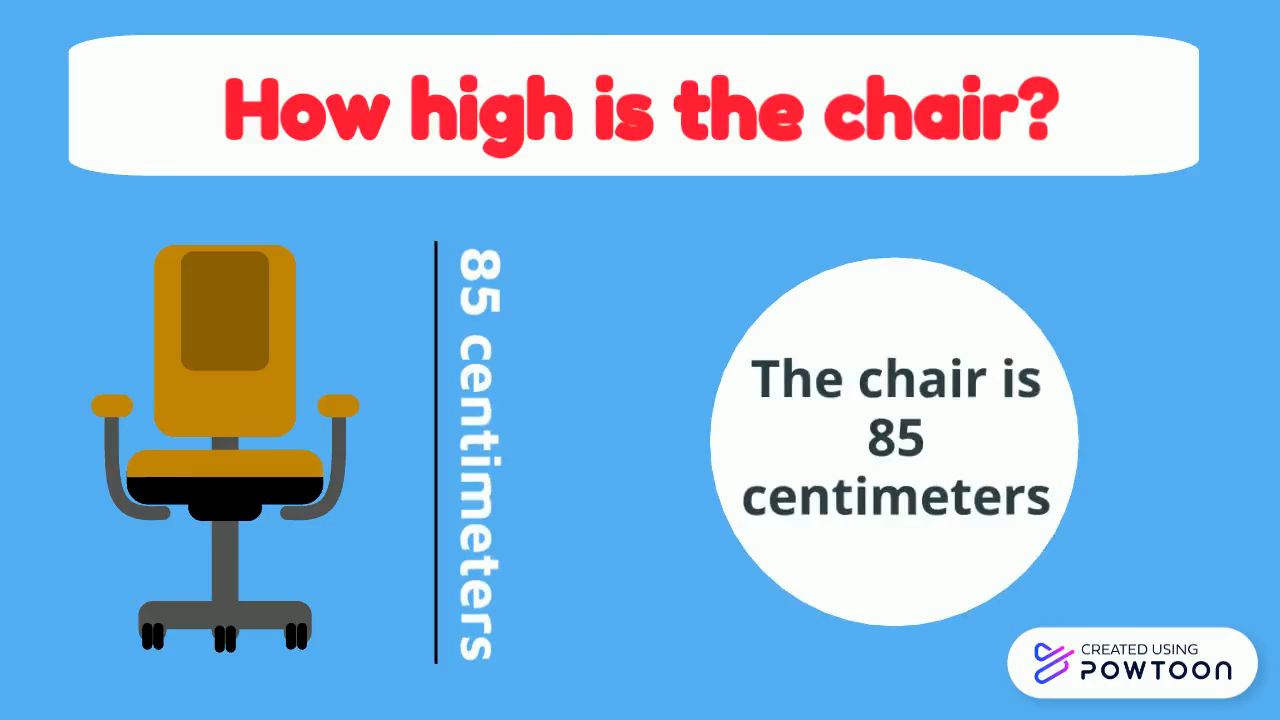 How high is the chair?
85 centimeters
The chair is
85
centimeters
CREATED USING
POWTOON